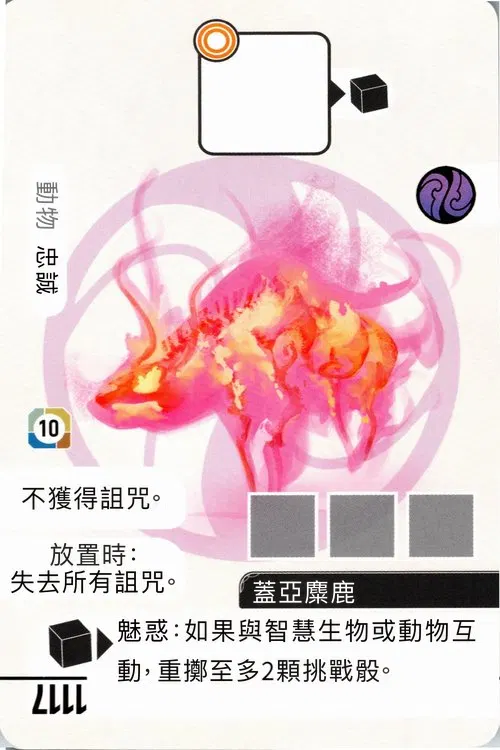 動物 忠誠
10
不獲得詛咒。
放置時：
失去所有詛咒。
蓋亞麋鹿
魅惑：如果與智慧生物或動物互
動，重擲至多2顆挑戰骰。
1117